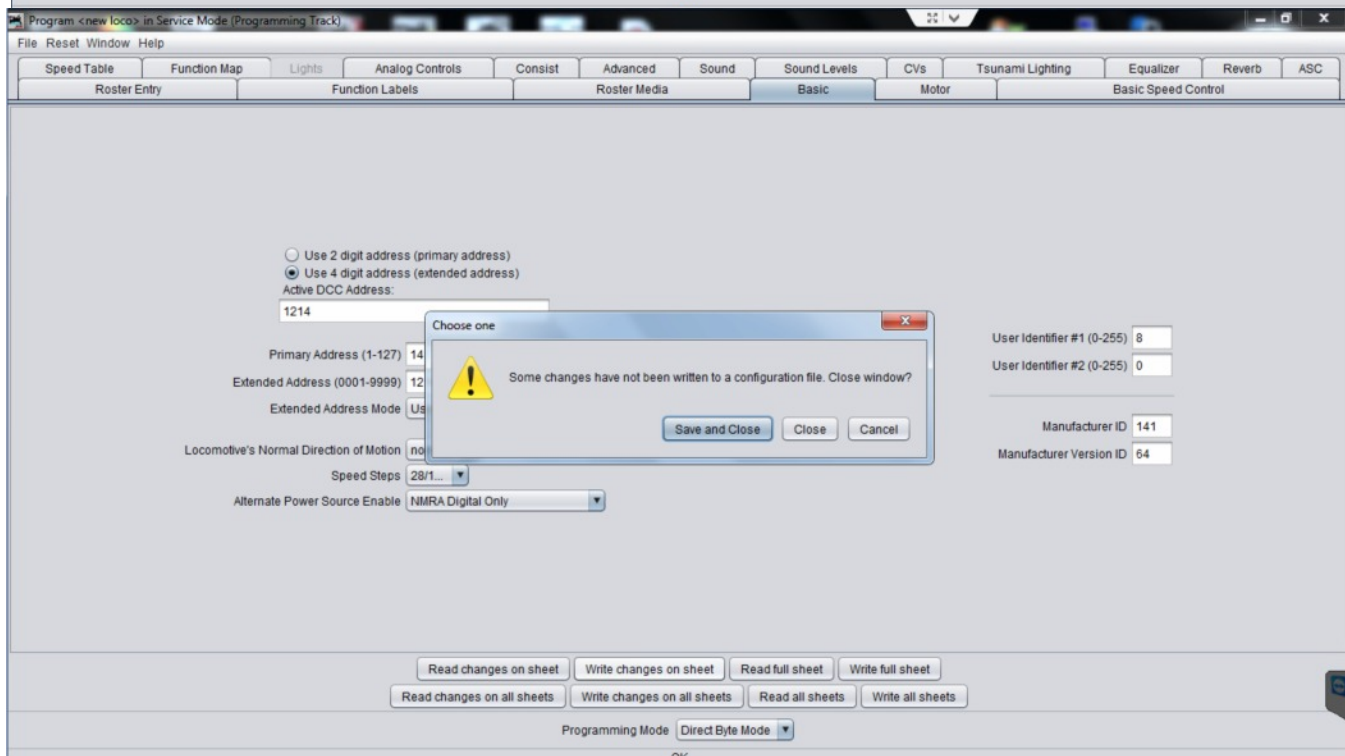 Program <new loco> in Service Mode (Programming Track)
File Reset Window Help
Speed Table Function Map Lights Analog Controls Consist Advanced Sound Sound Levels CVs Tsunami Lighting Equalizer Reverb ASC
Roster Entry Function Labels Roster Media Basic Motor Basic Speed Control
Use 2 digit address (primary address)
Use 4 digit address (extended address)
Active DCC Address:
1214
Choose one
Some changes have not been written to a configuration file. Close window?
Save and Close Close Cancel
Primary Address (1-127) 14
Extended Address (0001-9999) 12
Extended Address Mode Us
Locomotive's Normal Direction of Motion no
Speed Steps 28/1...
Alternate Power Source Enable NMRA Digital Only
User Identifier #1 (0-255) 8
User Identifier #2 (0-255) 0
Manufacturer ID 141
Manufacturer Version ID 64
Read changes on sheet Write changes on sheet Read full sheet Write full sheet
Read changes on all sheets Write changes on all sheets Read all sheets Write all sheets
Programming Mode Direct Byte Mode
OK